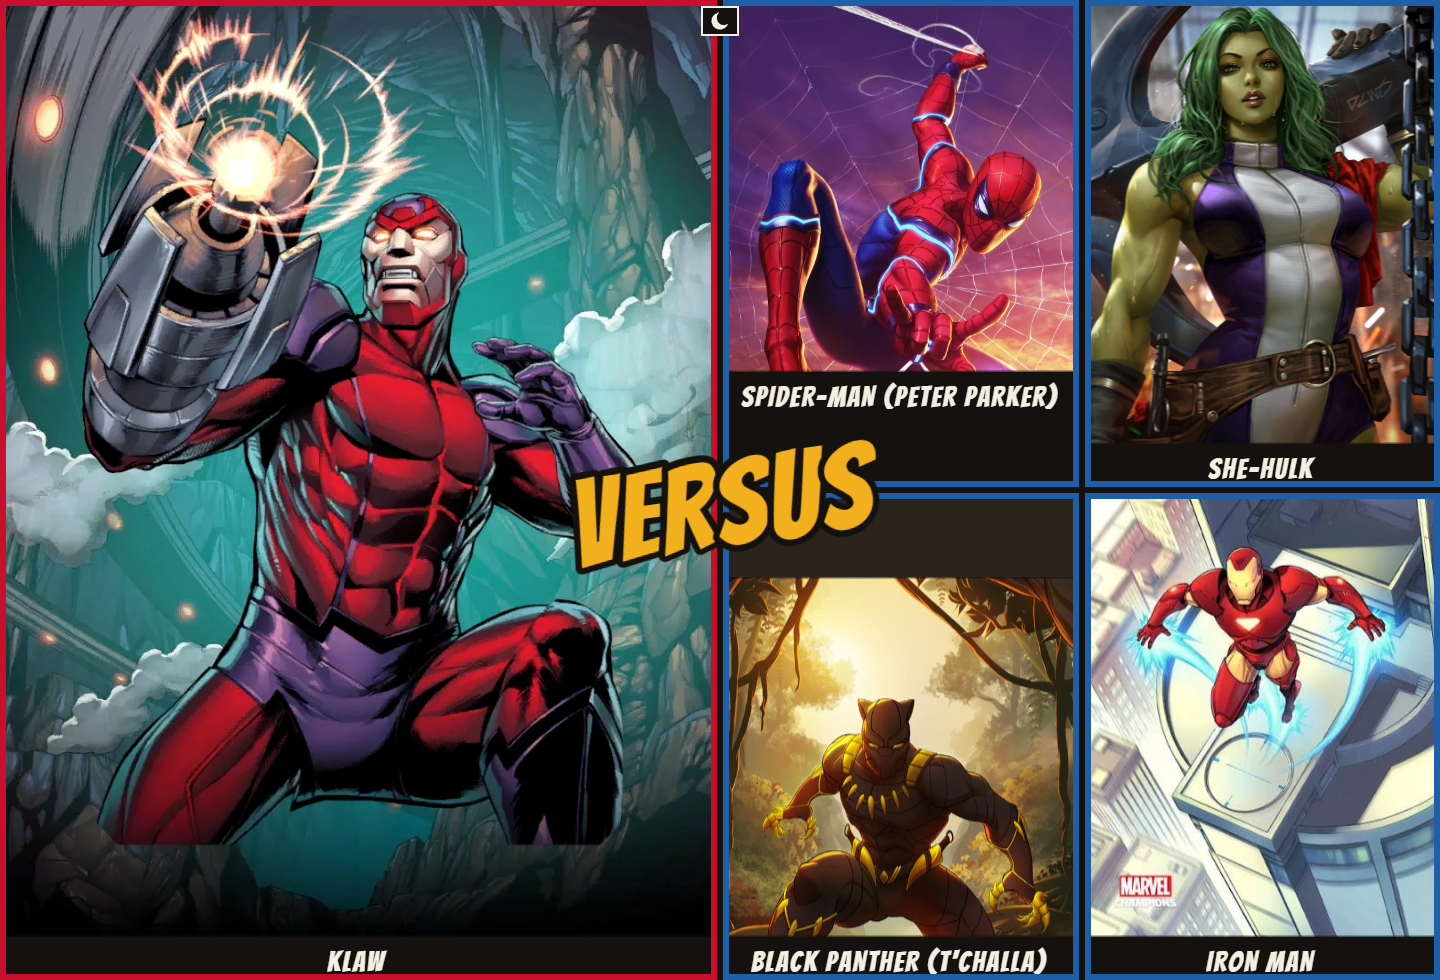 KLAW
VERSUS
SPIDER-MAN (PETER PARKER)
SHE-HULK
BLACK PANTHER (T'CHALLA)
IRON MAN
MARVEL
CHAMPIONS